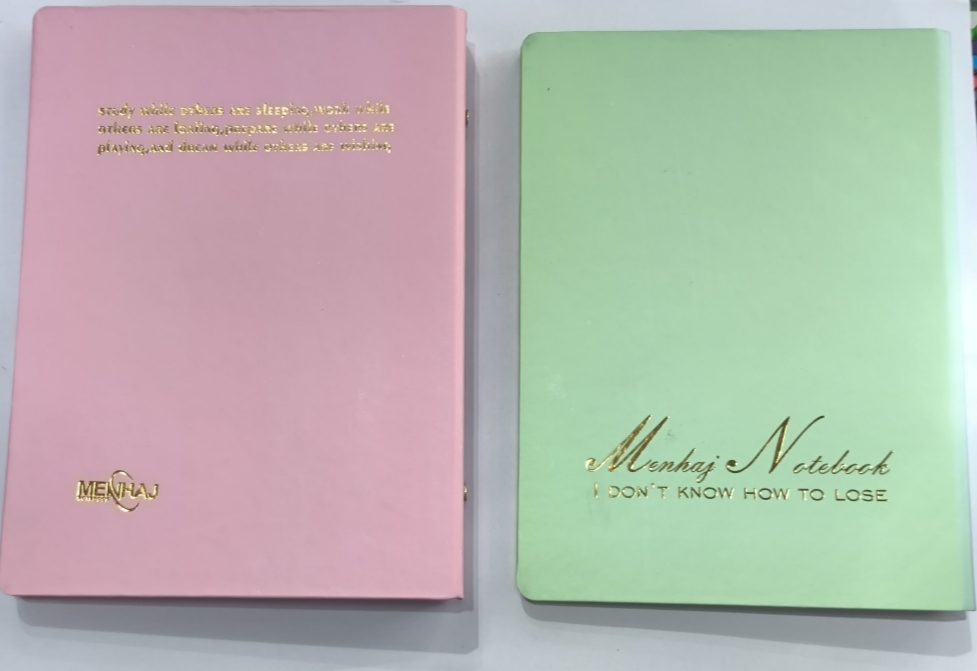 study while others are sleeping,work while
others are loafing,prepare while others are
playing,and dream while others are wishing;
MENHAJ
Menhaj Notebook
I DON'T KNOW HOW TO LOSE